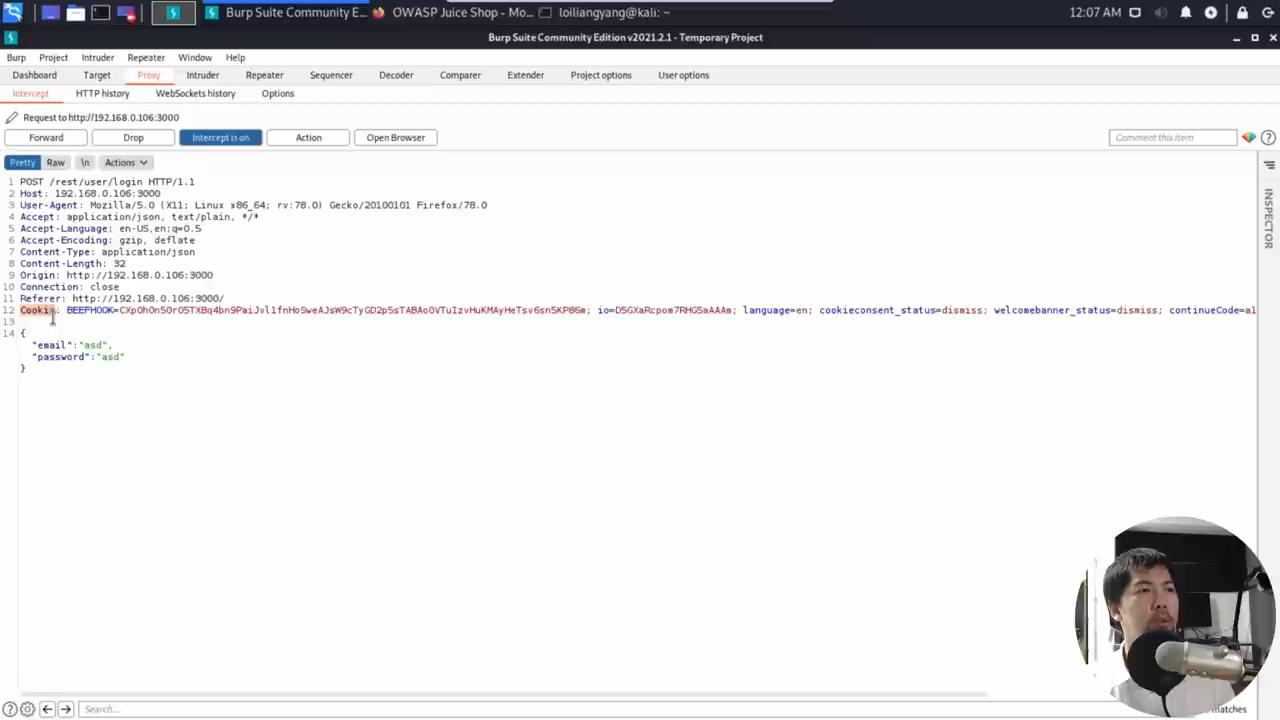 Burp Suite Community E... OWASP Juice Shop - Mo... loiliangyang@kali: ~ 12:07 AM
Burp Suite Community Edition v2021.2.1 - Temporary Project
Burp Project Intruder Repeater Window Help
Dashboard Target Proxy Intruder Repeater Sequencer Decoder Comparer Extender Project options User options
Intercept HTTP history WebSockets history Options
Request to http://192.168.0.106:3000
Forward Drop Intercept is on Action Open Browser Comment this item
Pretty Raw \n Actions
INSPECTOR
1 POST /rest/user/login HTTP/1.1
2 Host: 192.168.0.106:3000
3 User-Agent: Mozilla/5.0 (X11; Linux x86_64; rv:78.0) Gecko/20100101 Firefox/78.0
4 Accept: application/json, text/plain, */*
5 Accept-Language: en-US,en;q=0.5
6 Accept-Encoding: gzip, deflate
7 Content-Type: application/json
8 Content-Length: 32
9 Origin: http://192.168.0.106:3000
10 Connection: close
11 Referer: http://192.168.0.106:3000/
12 Cookie: language=en; cookieconsent_status=dismiss; welcomebanner_status=dismiss; continueCode=a1
13
14 {
"email":"asd",
"password":"asd"
}
Search... matches